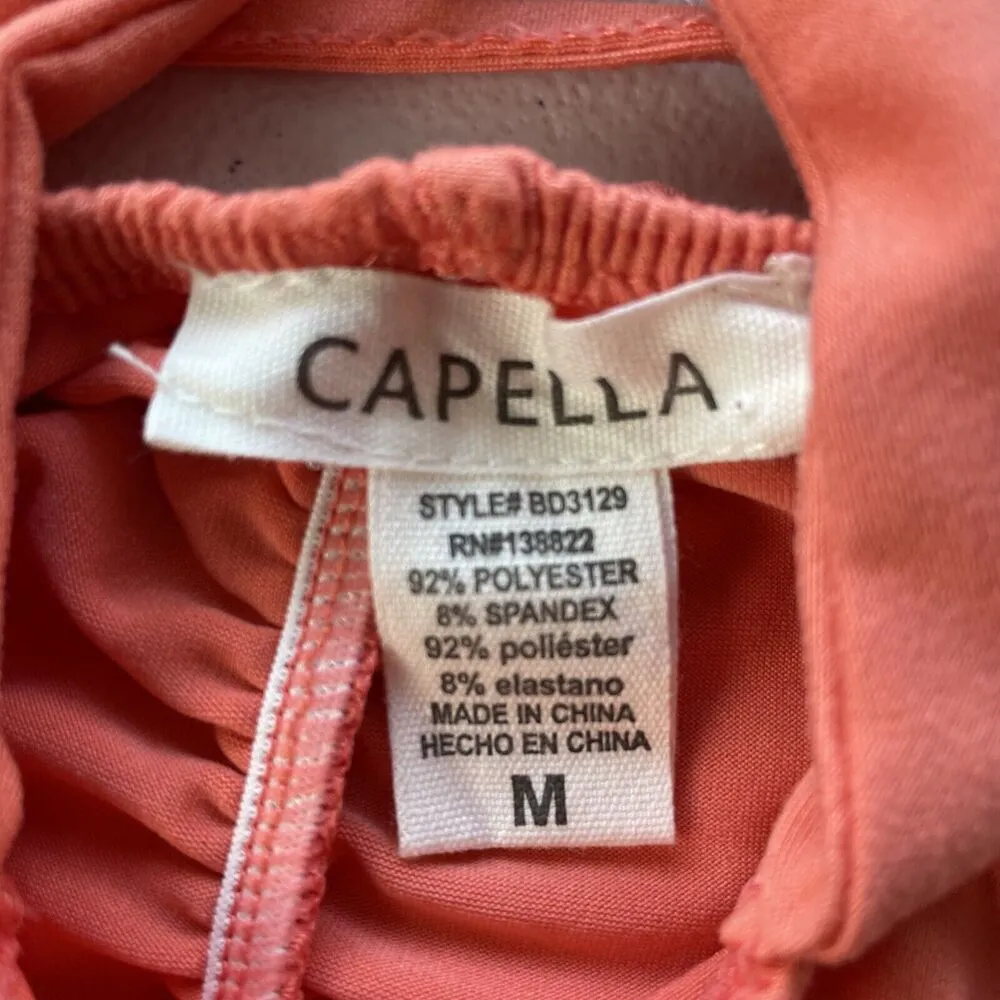 CAPELLA
STYLE# BD3129
RN#138822
92% POLYESTER
8% SPANDEX
92% poliéster
8% elastano
MADE IN CHINA
HECHO EN CHINA
M